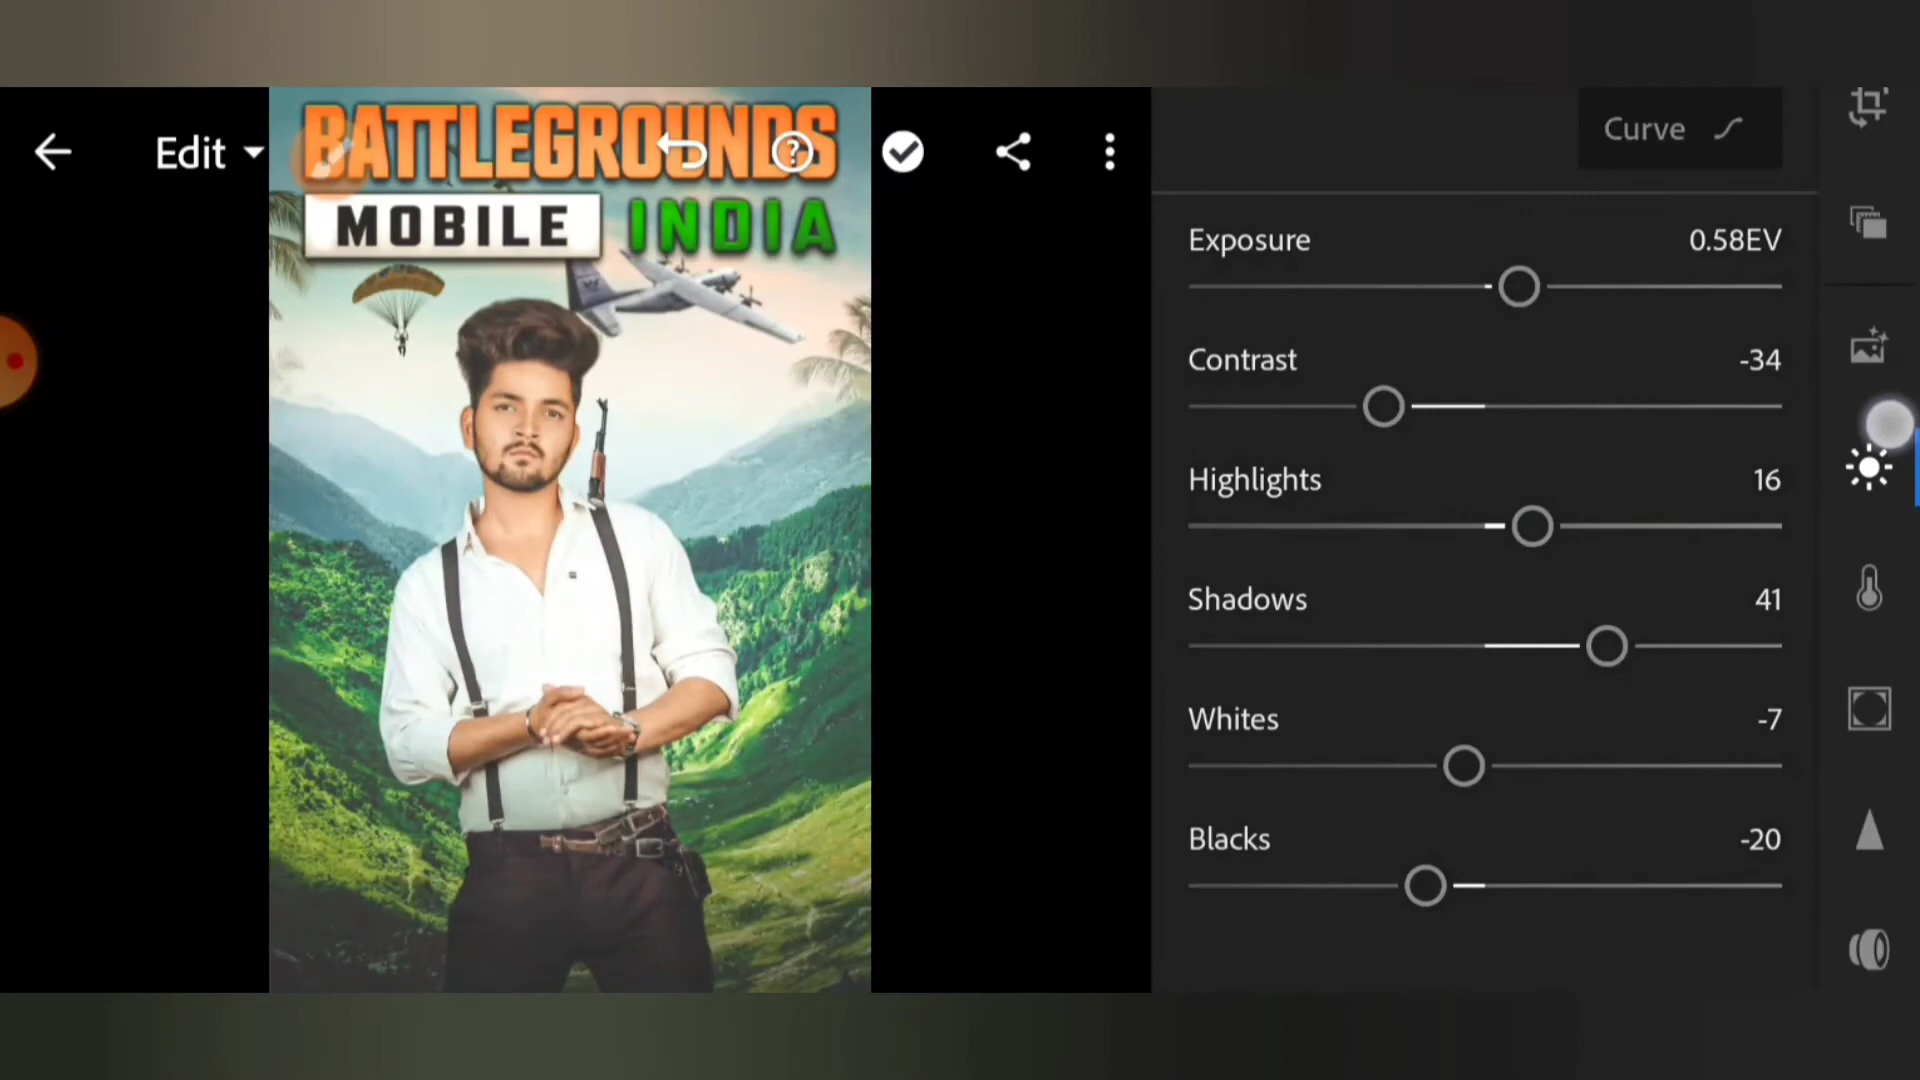 Edit
BATTLEGROUNDS
MOBILE INDIA
Curve
Exposure 0.58EV
Contrast -34
Highlights 16
Shadows 41
Whites -7
Blacks -20